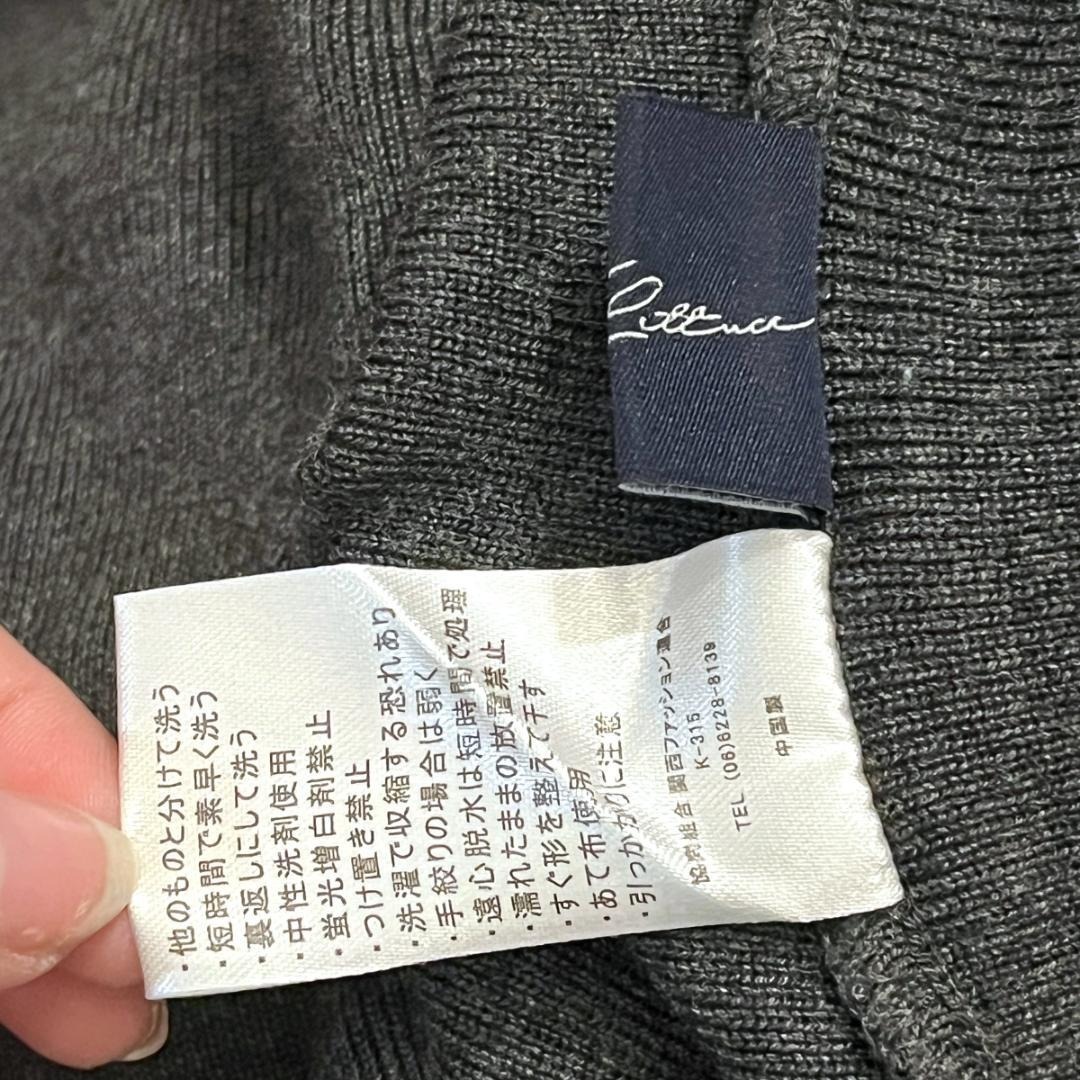 ・他のものと分けて洗う
・短時間で素早く洗う
・裏返しにして洗う
・中性洗剤使用
・蛍光増白剤禁止
・つけ置き禁止
・洗濯で収縮する恐れあり
・手絞りの場合は弱く
・遠心脱水は短時間で処理
・濡れたままの放置禁止
・すぐ形を整えて干す
・あて布使用
・引っかかりに注意
協同組合 関西ファッション連合
K-315
TEL (06)6228-8139
中国製